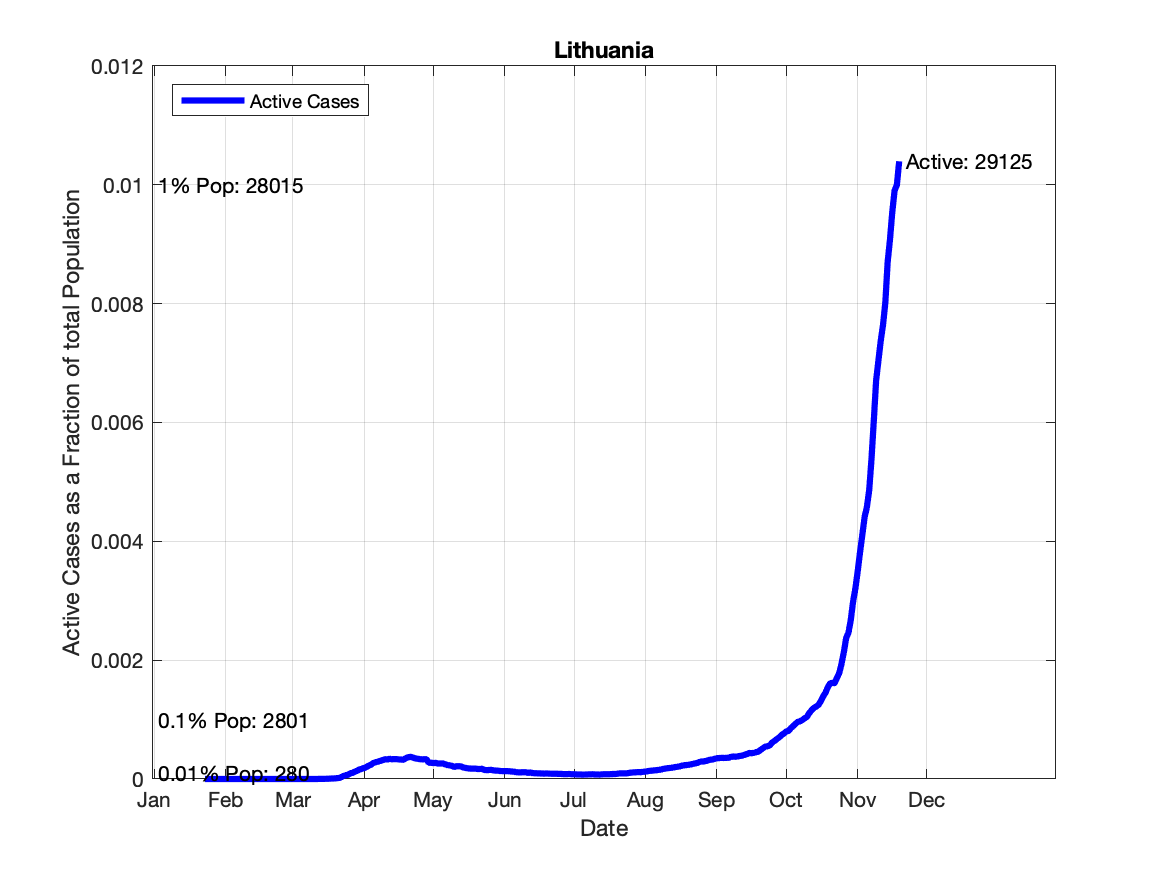 Lithuania
0.012
Active Cases
Active: 29125
0.01
1% Pop: 28015
0.008
0.006
0.004
0.002
0.1% Pop: 2801
0.01% Pop: 280
0
Jan Feb Mar Apr May Jun Jul Aug Sep Oct Nov Dec
Date
Active Cases as a Fraction of total Population